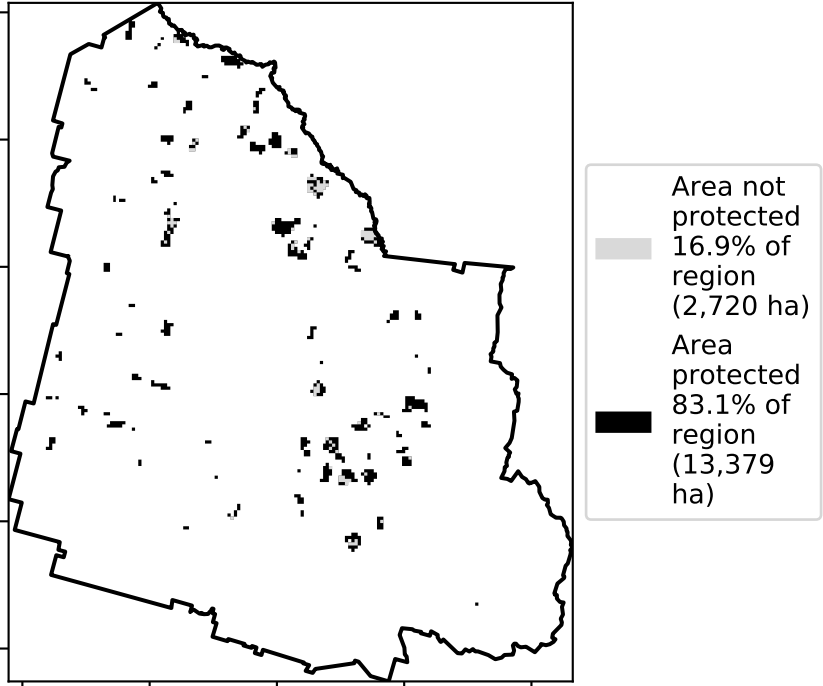 Area not
protected
16.9% of
region
(2,720 ha)
Area
protected
83.1% of
region
(13,379
ha)